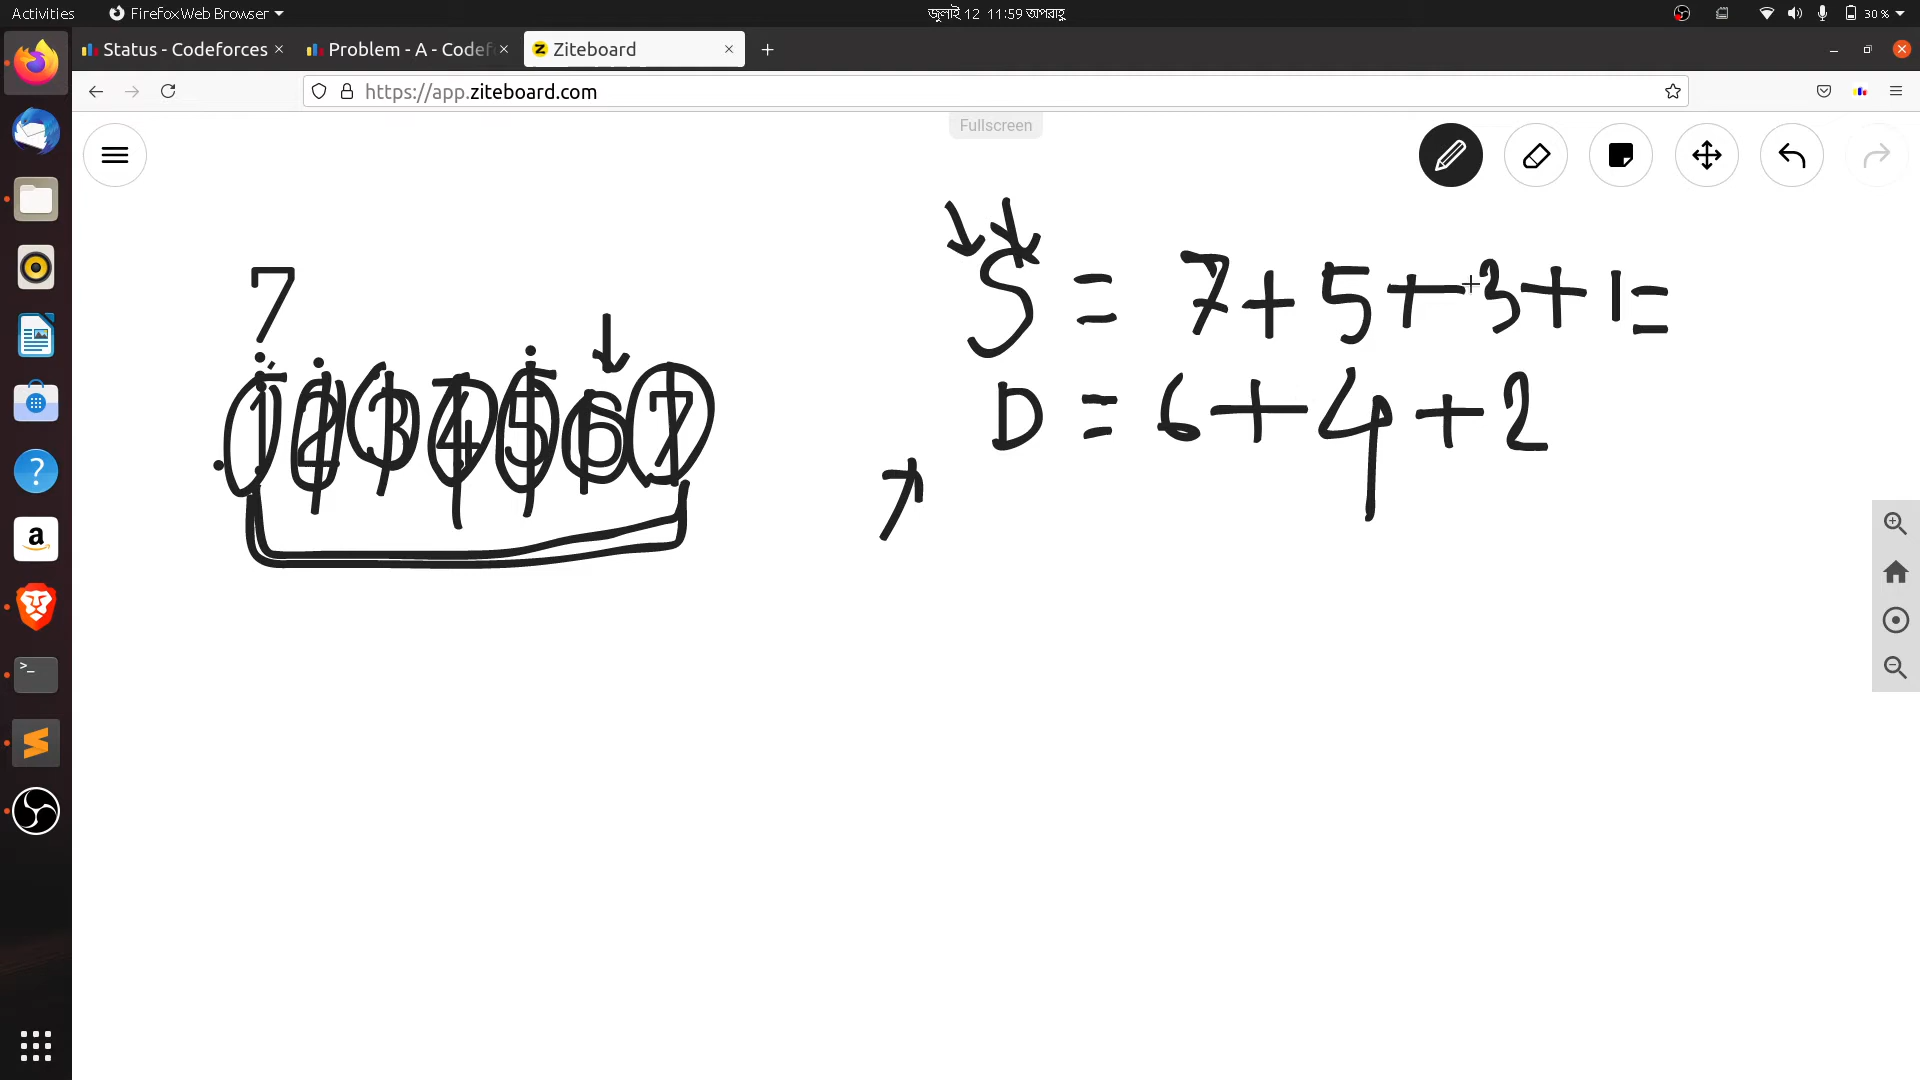 Activities Firefox Web Browser জুলাই 12 11:59 অপরাহ্ণ 30 %
Status - Codeforces Problem - A - Codef Ziteboard
https://app.ziteboard.com
Fullscreen
7
1 2 3 4 5 6 7
S = 7 + 5 + 3 + 1 =
D = 6 + 4 + 2